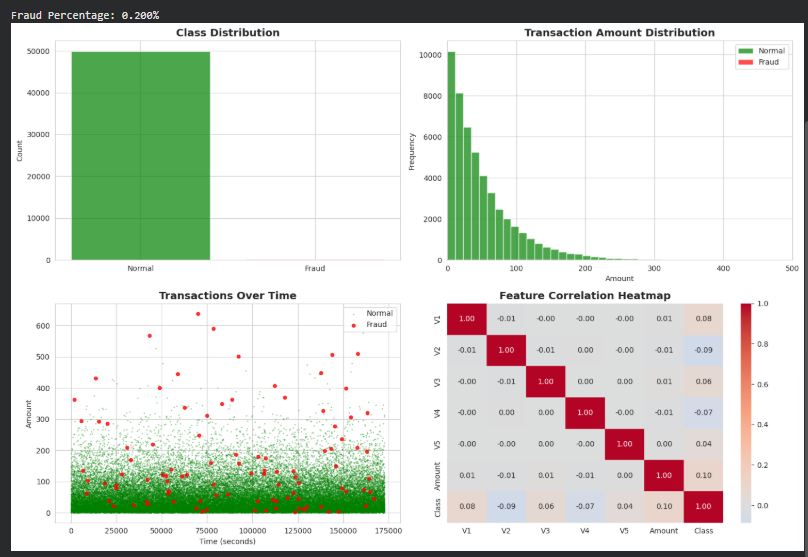 Fraud Percentage: 0.200%
Class Distribution
50000
40000
30000
20000
10000
0
Count
Normal Fraud
Transaction Amount Distribution
Normal
Fraud
10000
8000
6000
4000
2000
0
Frequency
0 100 200 300 400 500
Amount
Transactions Over Time
Normal
Fraud
600
500
400
300
200
100
0
Amount
0 25000 50000 75000 100000 125000 150000 175000
Time (seconds)
Feature Correlation Heatmap
V1 1.00 -0.01 -0.00 -0.00 -0.00 0.01 0.08
V2 -0.01 1.00 -0.01 0.00 0.00 -0.01 -0.09
V3 -0.00 -0.01 1.00 0.00 0.00 0.01 0.06
V4 -0.00 0.00 0.00 1.00 -0.00 -0.01 -0.07
V5 -0.00 0.00 0.00 -0.00 1.00 0.00 0.04
Amount 0.01 -0.01 0.01 -0.01 0.00 1.00 0.10
Class 0.08 -0.09 0.06 -0.07 0.04 0.10 1.00
V1 V2 V3 V4 V5 Amount Class
1.0
0.8
0.6
0.4
0.2
0.0